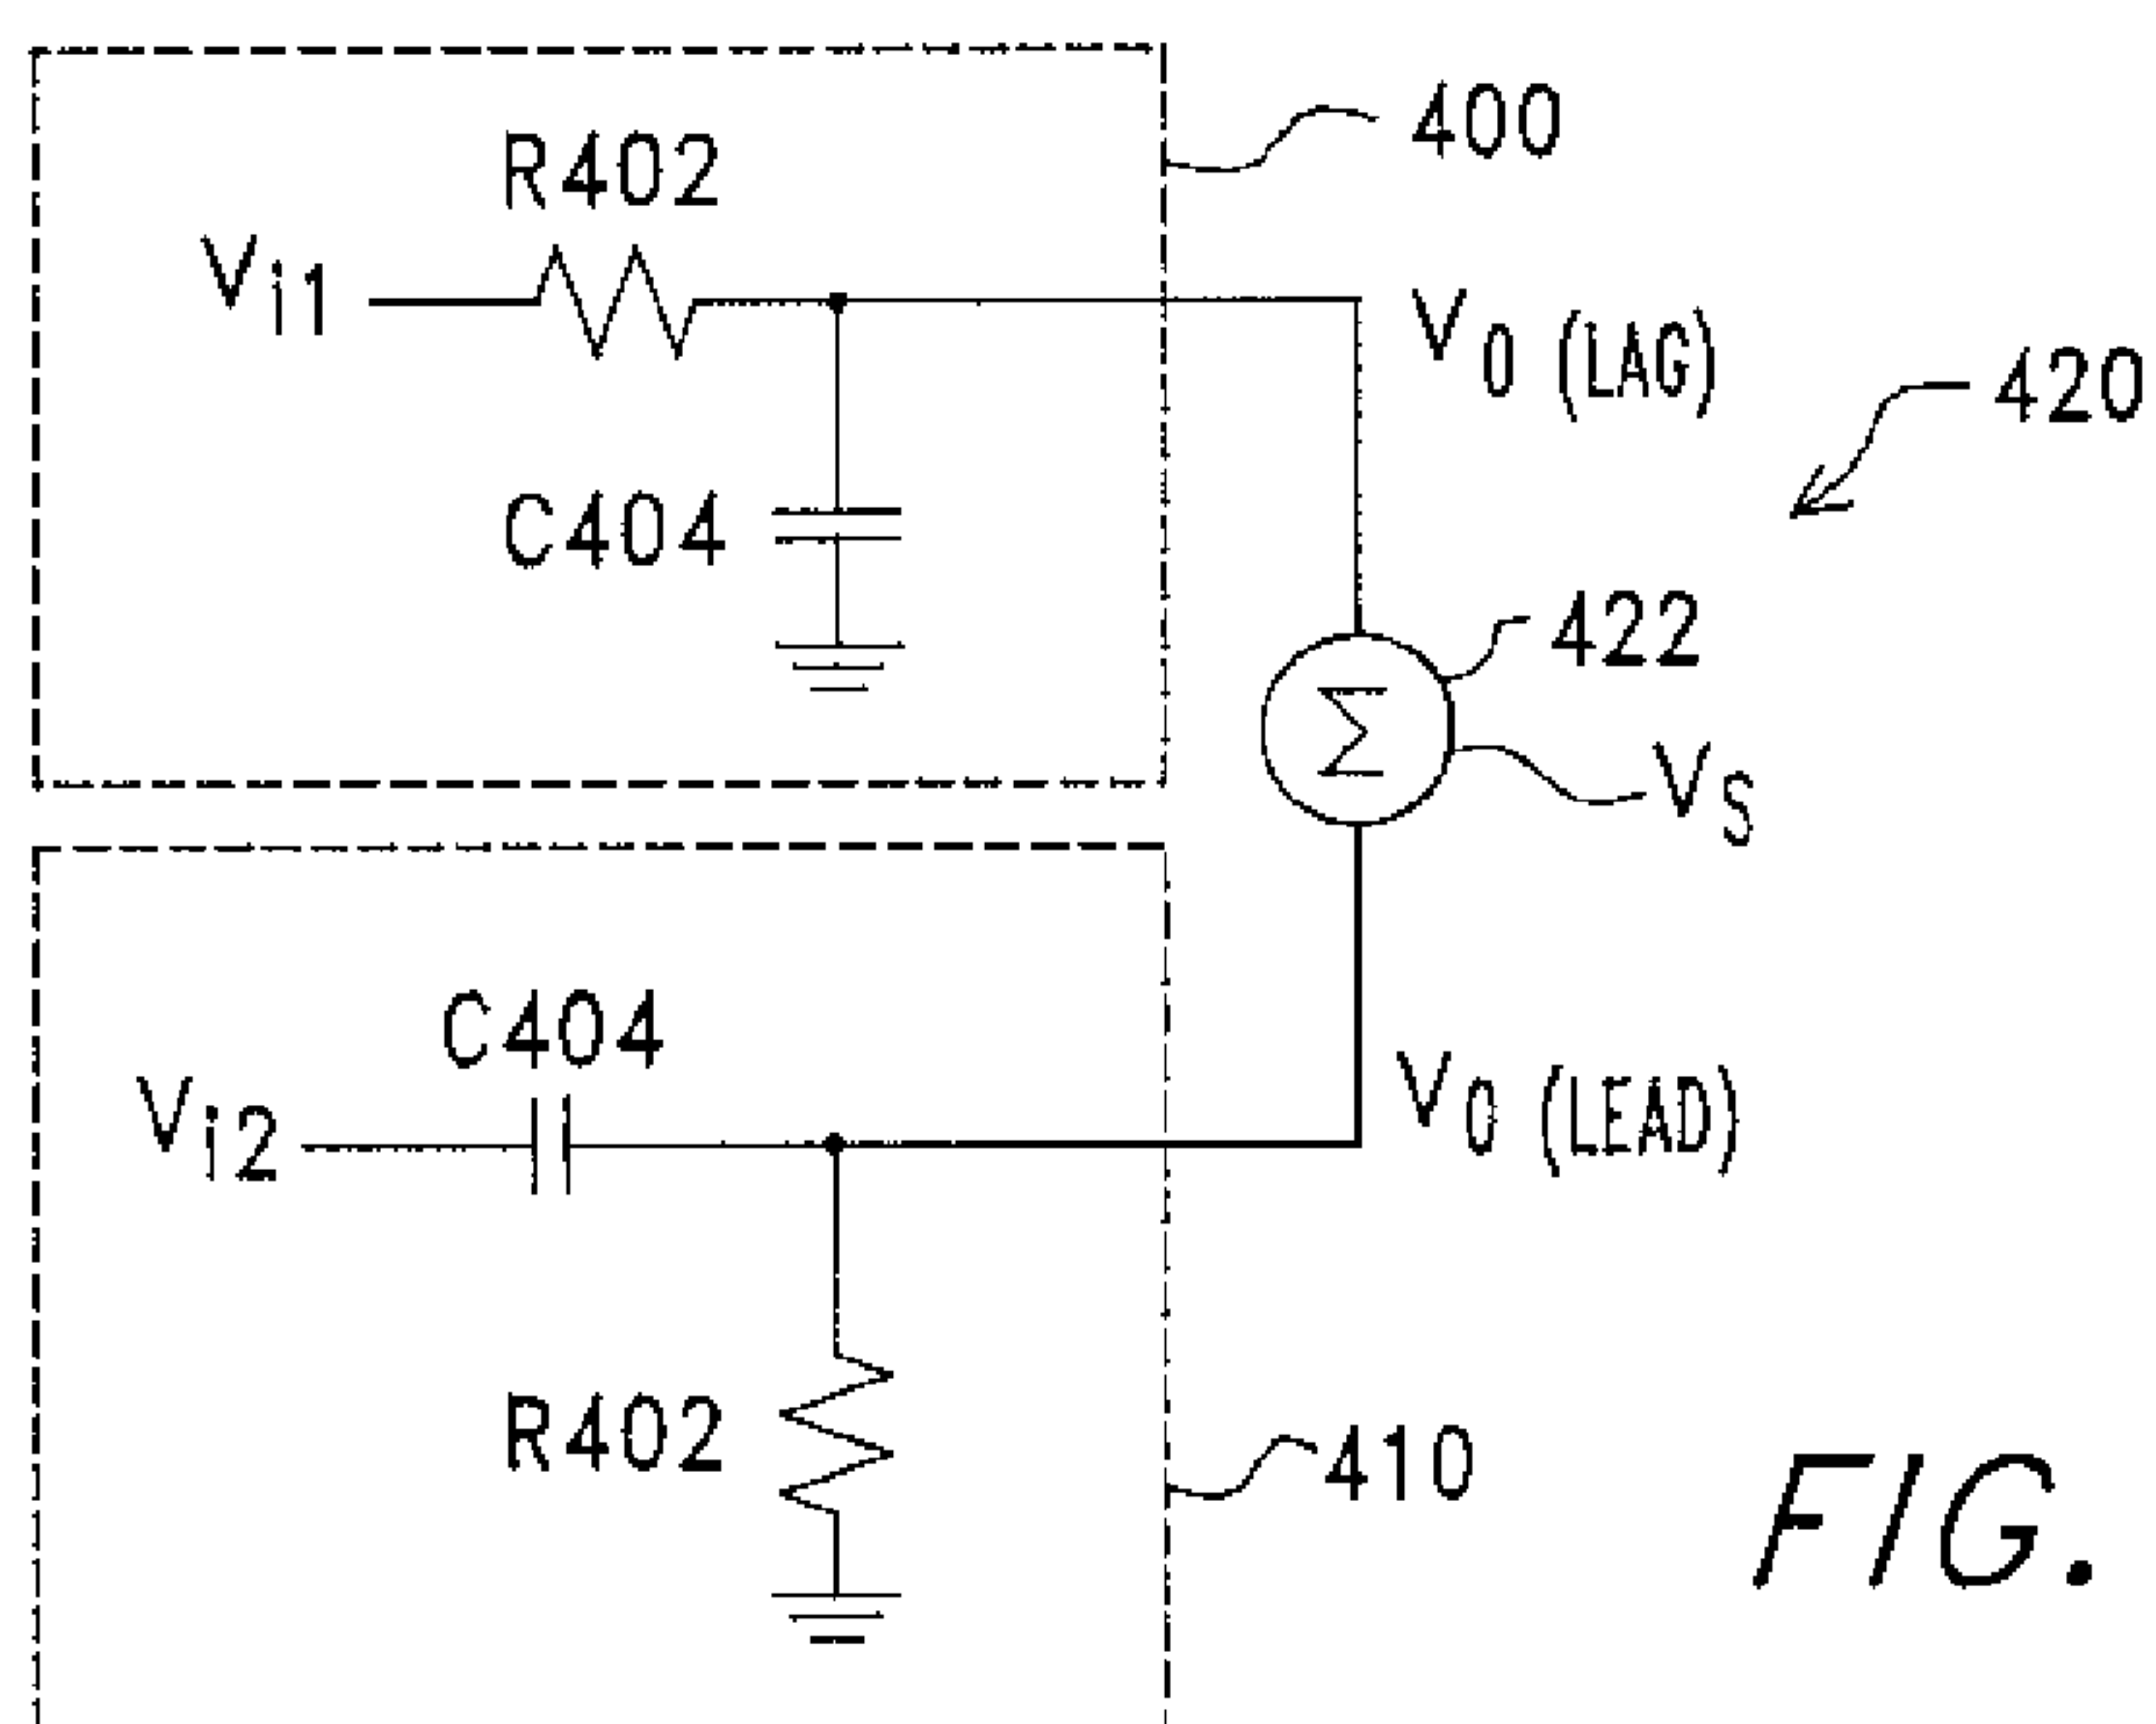 400
R402
Vi1
V0 (LAG)
420
C404
422
Σ
VS
C404
Vi2
V0 (LEAD)
R402
410
FIG.